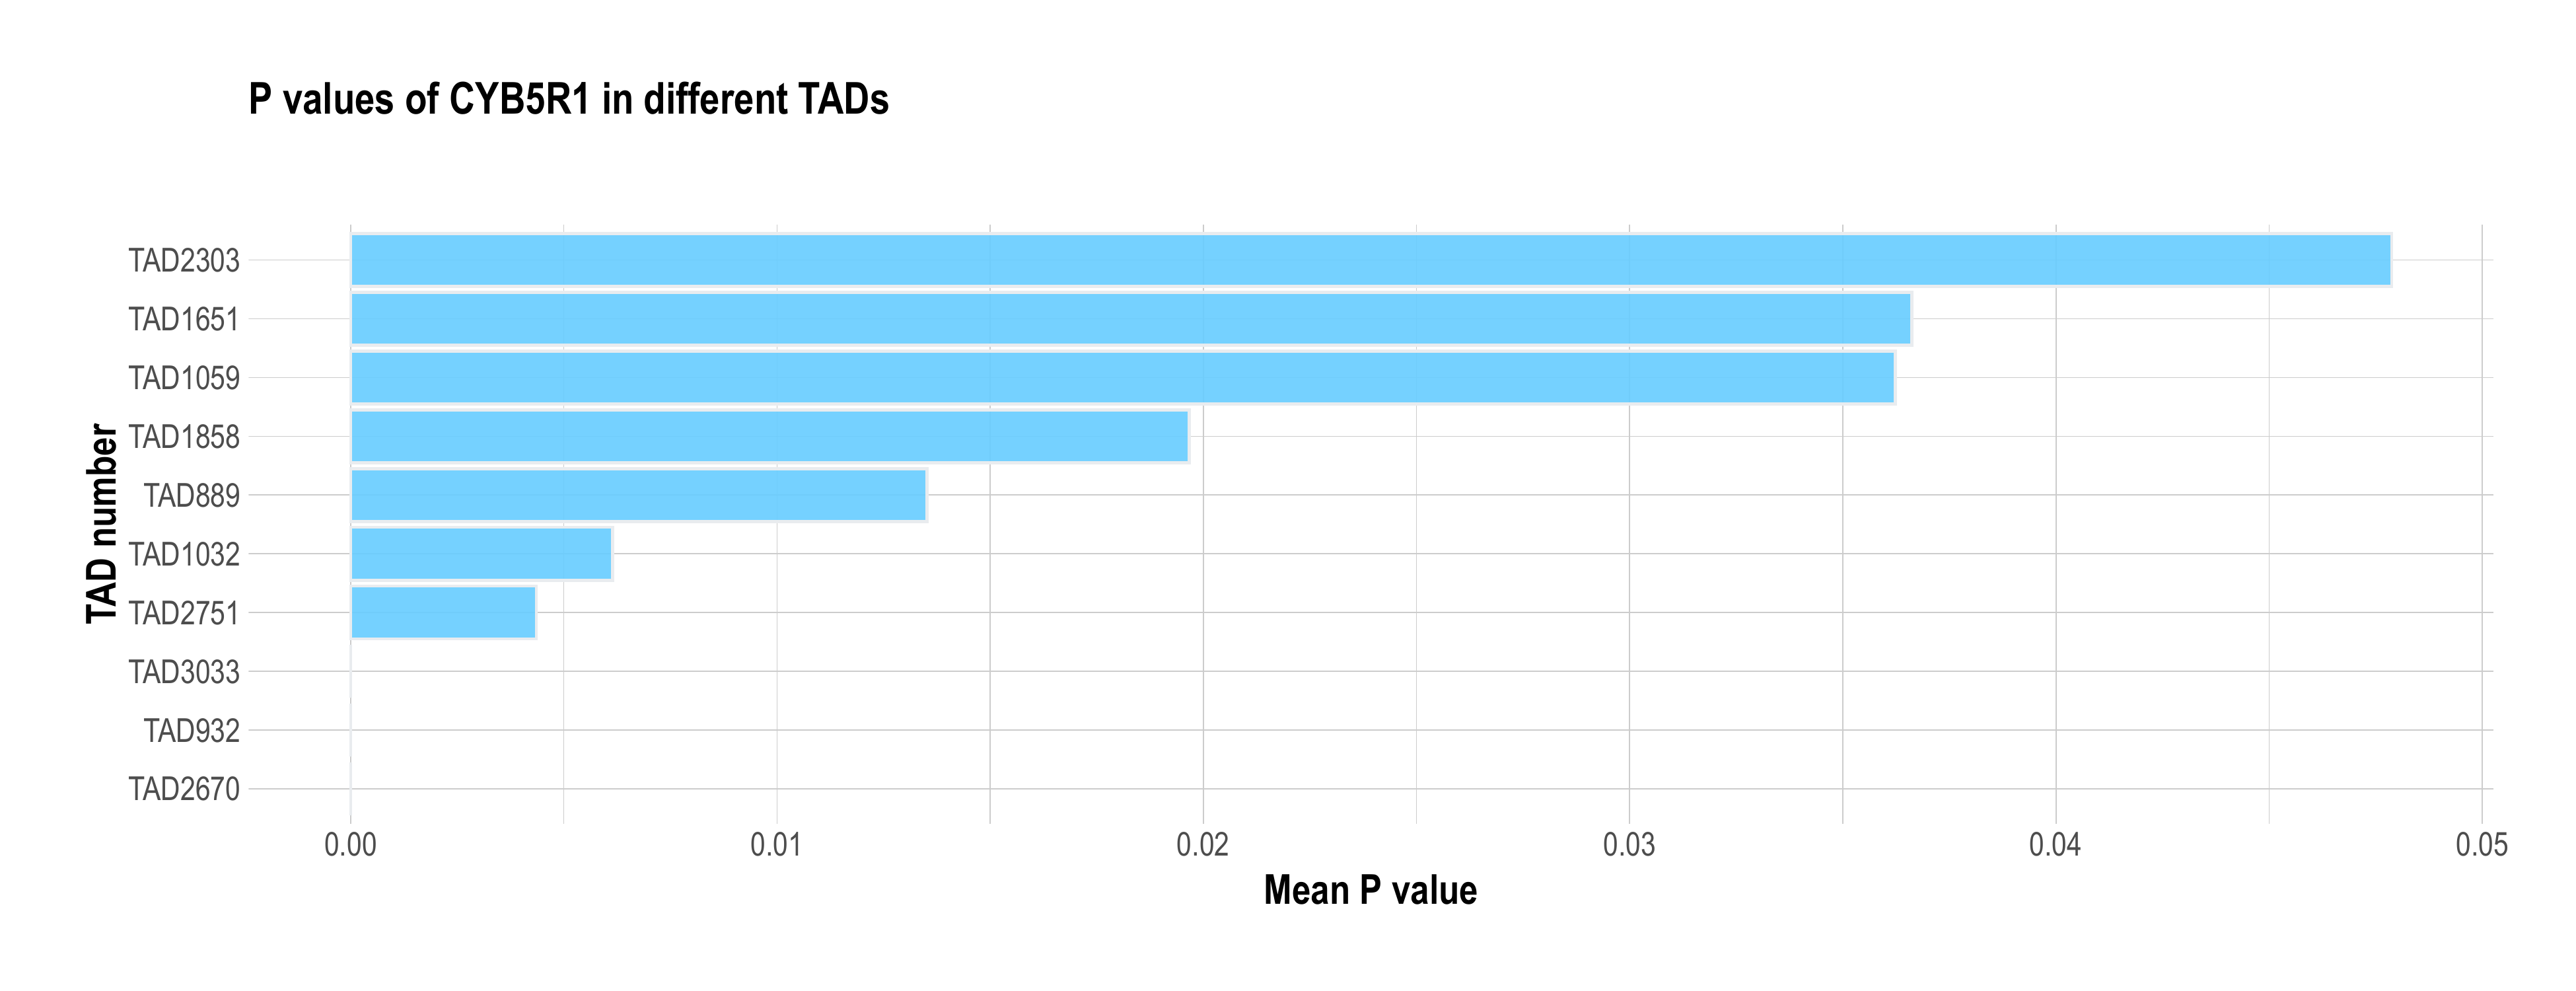 P values of CYB5R1 in different TADs
TAD number
TAD2303
TAD1651
TAD1059
TAD1858
TAD889
TAD1032
TAD2751
TAD3033
TAD932
TAD2670
0.00 0.01 0.02 0.03 0.04 0.05
Mean P value